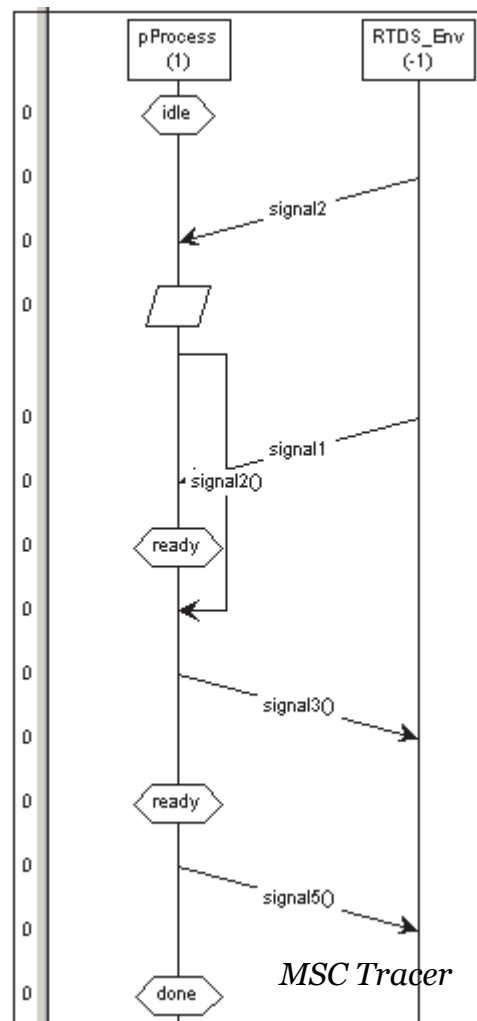 pProcess
(1)
RTDS_Env
(-1)
0
idle
0
signal2
0
0
0
signal1
0
signal2()
0
ready
0
0
signal3()
0
0
ready
0
signal5()
0
MSC Tracer
0
done